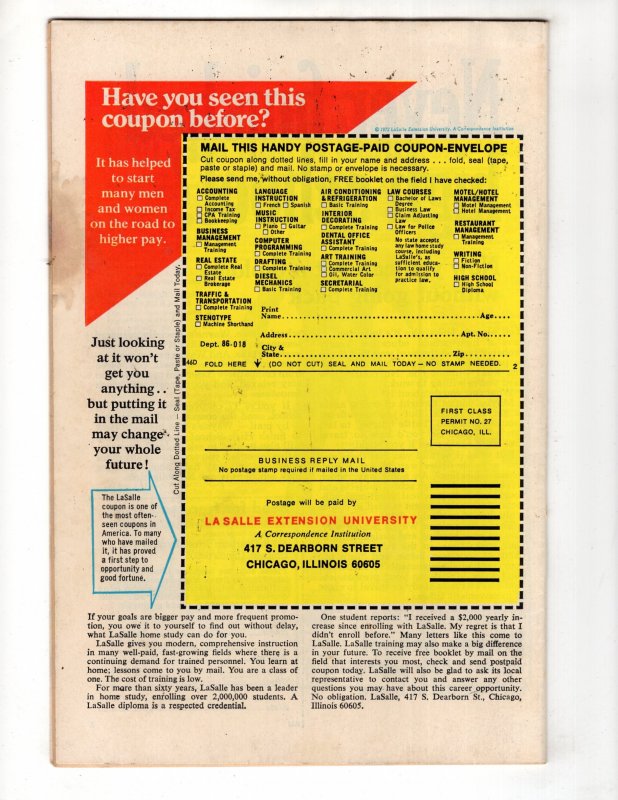 Have you seen this
coupon before?
© 1972 LaSalle Extension University, A Correspondence Institution
It has helped
to start
many men
and women
on the road to
higher pay.
MAIL THIS HANDY POSTAGE-PAID COUPON-ENVELOPE
Cut coupon along dotted lines, fill in your name and address . . . fold, seal (tape,
paste or staple) and mail. No stamp or envelope is necessary.
Please send me, without obligation, FREE booklet on the field I have checked:
ACCOUNTING
☐ Complete
Accounting
☐ Income Tax
☐ CPA Training
☐ Bookkeeping
BUSINESS
MANAGEMENT
☐ Management
Training
REAL ESTATE
☐ Complete Real
Estate
☐ Real Estate
Brokerage
TRAFFIC &
TRANSPORTATION
☐ Complete Training
STENOTYPE
☐ Machine Shorthand
LANGUAGE
INSTRUCTION
☐ French ☐ Spanish
MUSIC
INSTRUCTION
☐ Piano ☐ Guitar
☐ Other
COMPUTER
PROGRAMMING
☐ Complete Training
DRAFTING
☐ Complete Training
DIESEL
MECHANICS
☐ Basic Training
AIR CONDITIONING
& REFRIGERATION
☐ Basic Training
INTERIOR
DECORATING
☐ Complete Training
DENTAL OFFICE
ASSISTANT
☐ Complete Training
ART TRAINING
☐ Complete Training
☐ Commercial Art
☐ Oil, Water Color
SECRETARIAL
☐ Complete Training
LAW COURSES
☐ Bachelor of Laws
Degree
☐ Business Law
☐ Claim Adjusting
Law
☐ Law for Police
Officers
No state accepts
any law home study
course, including
LaSalle's, as
sufficient educa-
tion to qualify
for admission to
practice law.
MOTEL/HOTEL
MANAGEMENT
☐ Motel Management
☐ Hotel Management
RESTAURANT
MANAGEMENT
☐ Management
Training
WRITING
☐ Fiction
☐ Non-Fiction
HIGH SCHOOL
☐ High School
Diploma
Print
Name Age
Address Apt. No.
Dept. 86-018
City &
State Zip
46D FOLD HERE (DO NOT CUT) SEAL AND MAIL TODAY – NO STAMP NEEDED. 2
Cut Along Dotted Line — Seal (Tape, Paste or Staple) and Mail Today.
Just looking
at it won't
get you
anything..
but putting it
in the mail
may change
your whole
future!
The LaSalle
coupon is one of
the most often-
seen coupons in
America. To many
who have mailed
it, it has proved
a first step to
opportunity and
good fortune.
FIRST CLASS
PERMIT NO. 27
CHICAGO, ILL.
BUSINESS REPLY MAIL
No postage stamp required if mailed in the United States
Postage will be paid by
LA SALLE EXTENSION UNIVERSITY
A Correspondence Institution
417 S. DEARBORN STREET
CHICAGO, ILLINOIS 60605
If your goals are bigger pay and more frequent promo-
tion, you owe it to yourself to find out without delay,
what LaSalle home study can do for you.
LaSalle gives you modern, comprehensive instruction
in many well-paid, fast-growing fields where there is a
continuing demand for trained personnel. You learn at
home; lessons come to you by mail. You are a class of
one. The cost of training is low.
For more than sixty years, LaSalle has been a leader
in home study, enrolling over 2,000,000 students. A
LaSalle diploma is a respected credential.
One student reports: "I received a $2,000 yearly in-
crease since enrolling with LaSalle. My regret is that I
didn't enroll before." Many letters like this come to
LaSalle. LaSalle training may also make a big difference
in your future. To receive free booklet by mail on the
field that interests you most, check and send postpaid
coupon today. LaSalle will also be glad to ask its local
representative to contact you and answer any other
questions you may have about this career opportunity.
No obligation. LaSalle, 417 S. Dearborn St., Chicago,
Illinois 60605.